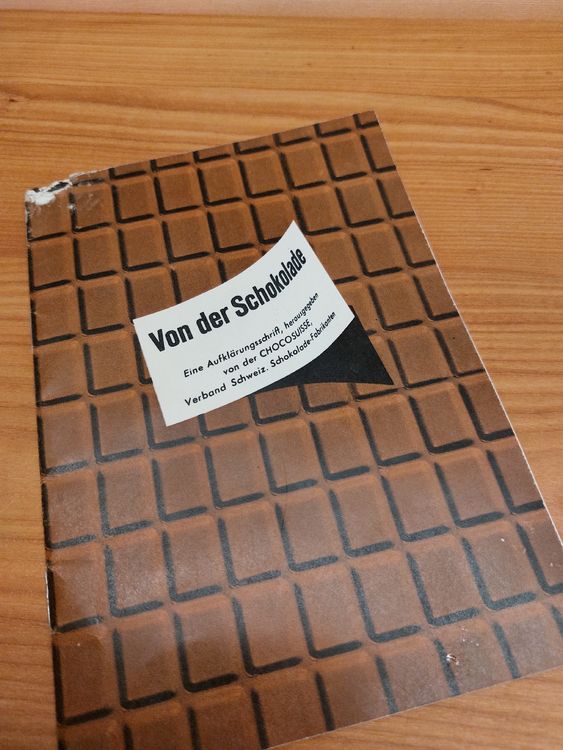 Von der Schokolade
Eine Aufklärungsschrift, herausgegeben
von der CHOCOSUISSE,
Verband Schweiz. Schokolade-Fabrikanten